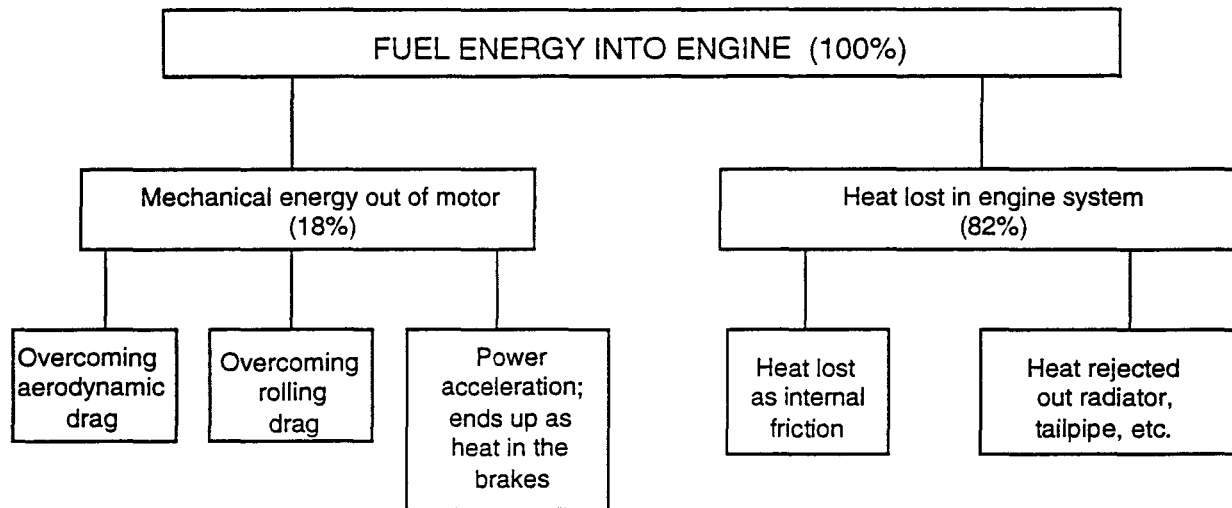 FUEL ENERGY INTO ENGINE (100%)
Mechanical energy out of motor
(18%)
Heat lost in engine system
(82%)
Overcoming
aerodynamic
drag
Overcoming
rolling
drag
Power
acceleration;
ends up as
heat in the
brakes
Heat lost
as internal
friction
Heat rejected
out radiator,
tailpipe, etc.